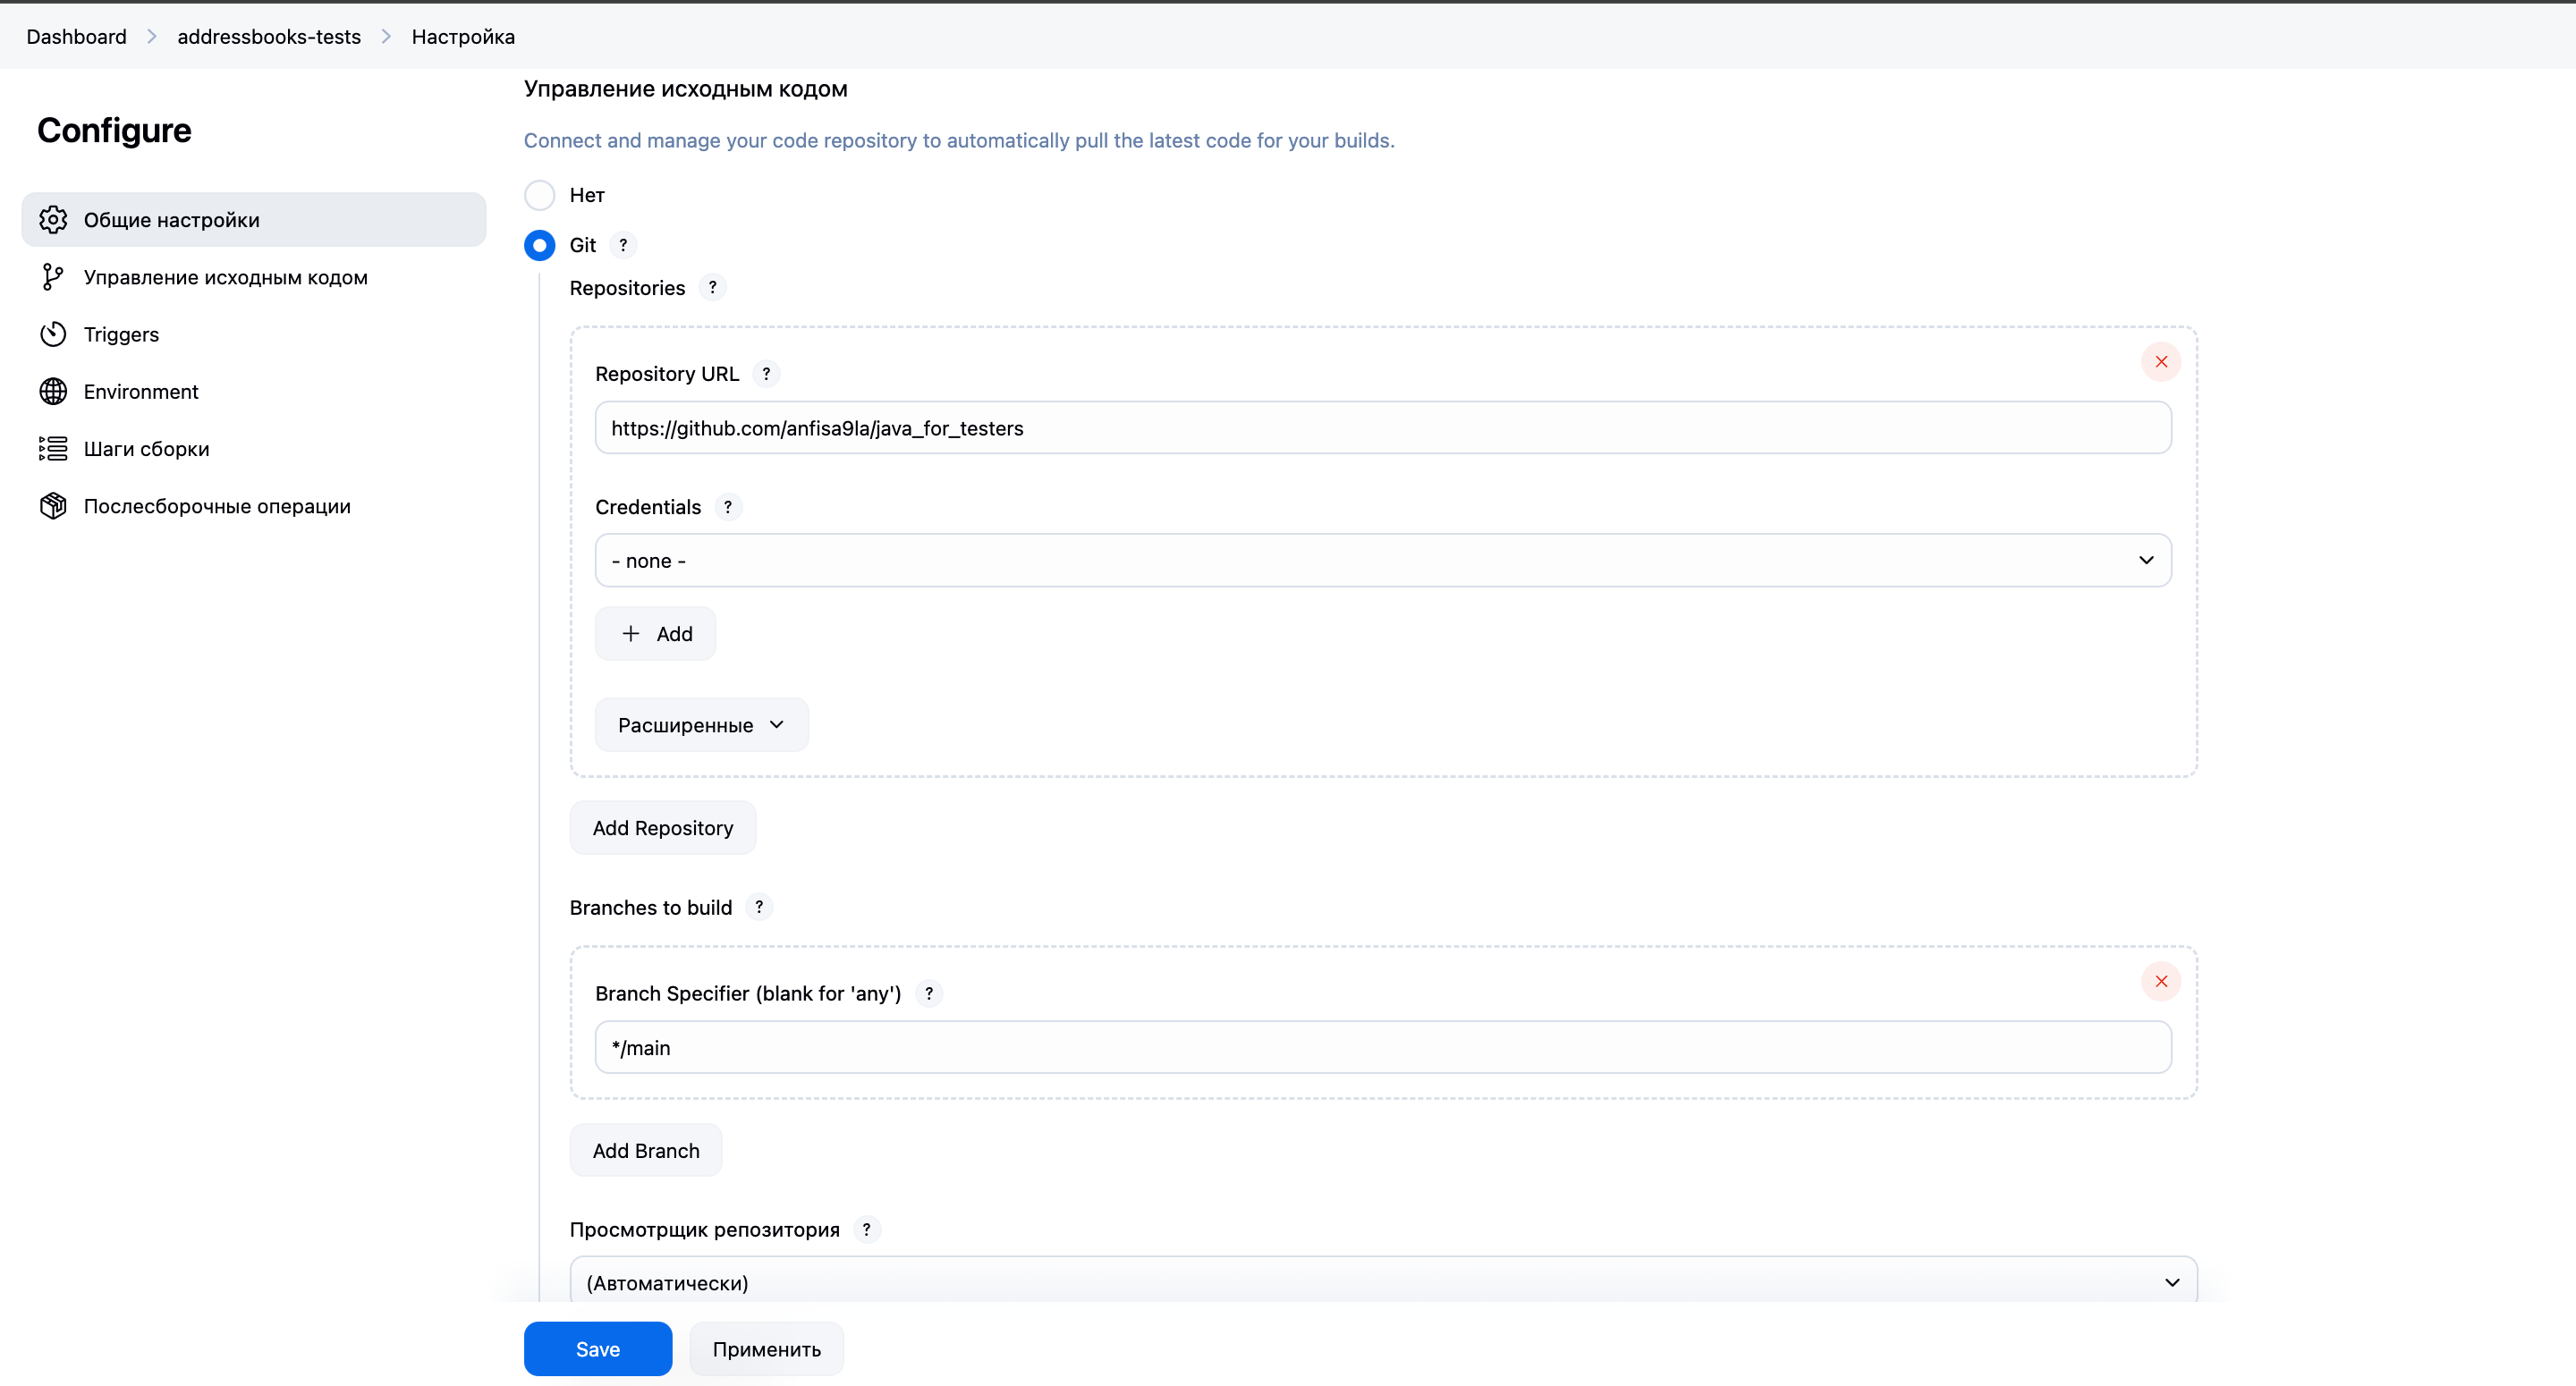 Dashboard > addressbooks-tests > Настройка
Configure
Общие настройки
Управление исходным кодом
Triggers
Environment
Шаги сборки
Послесборочные операции
Управление исходным кодом
Connect and manage your code repository to automatically pull the latest code for your builds.
Нет
Git ?
Repositories ?
Repository URL ?
https://github.com/anfisa9la/java_for_testers
Credentials ?
- none -
+ Add
Расширенные
Add Repository
Branches to build ?
Branch Specifier (blank for 'any') ?
*/main
Add Branch
Просмотрщик репозитория ?
(Автоматически)
Save Применить